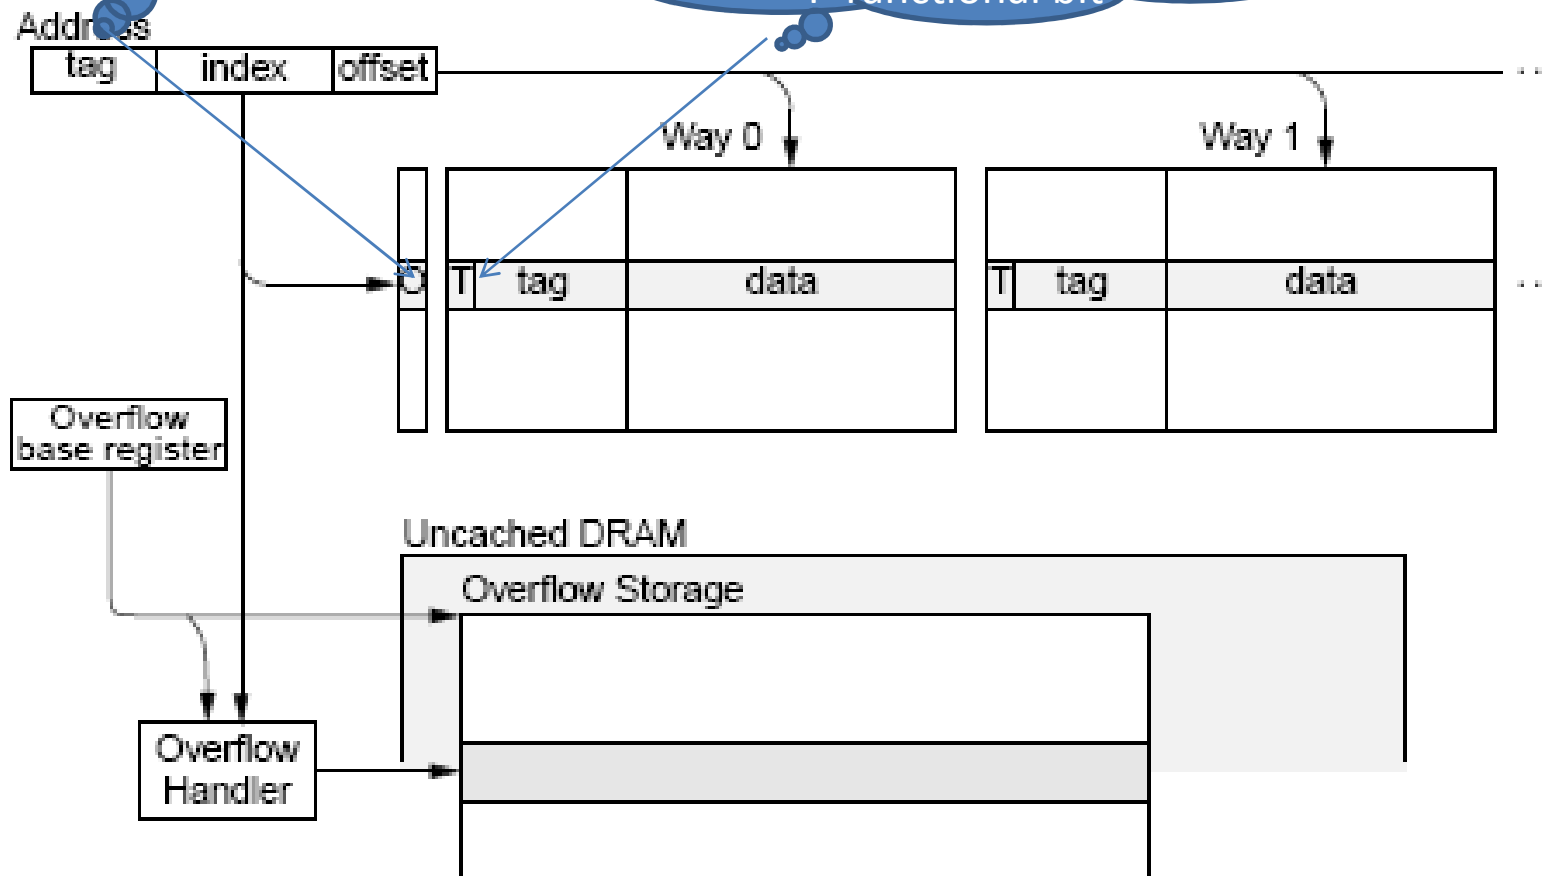 Address
tag index offset
Way 0 Way 1
O T tag data T tag data
Overflow
base register
Uncached DRAM
Overflow Storage
Overflow
Handler